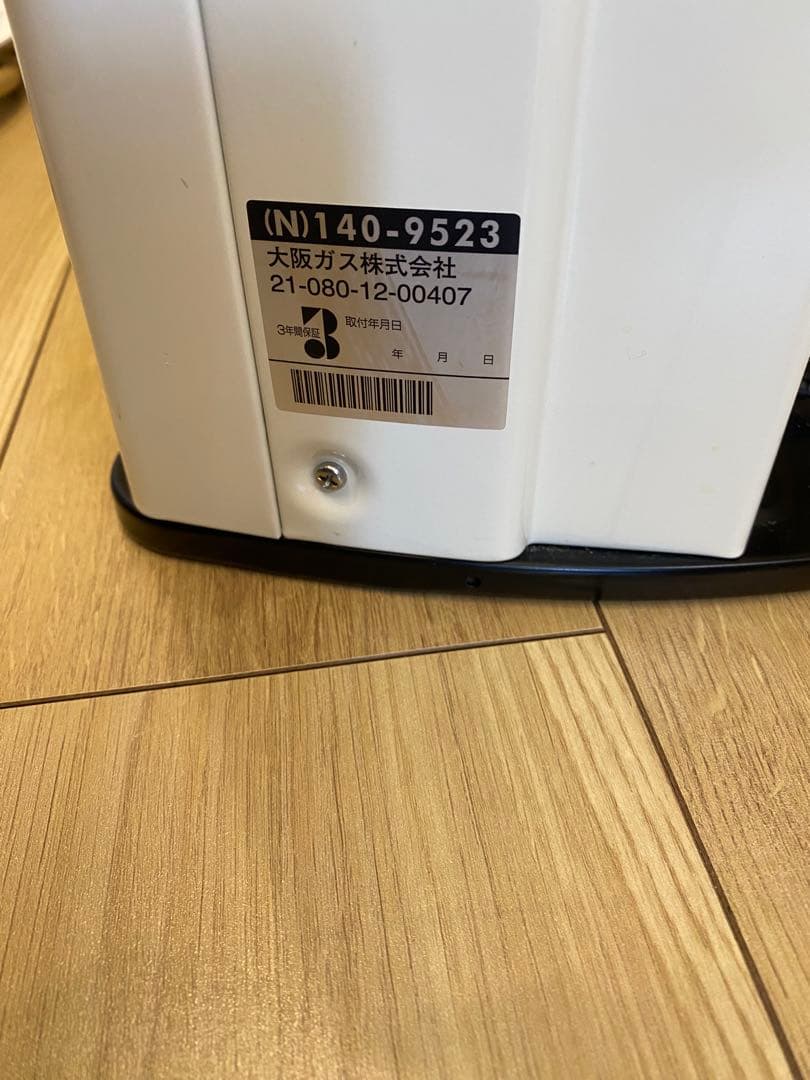 (N)140-9523
大阪ガス株式会社
21-080-12-00407
3年間保証 3 取付年月日
年 月 日